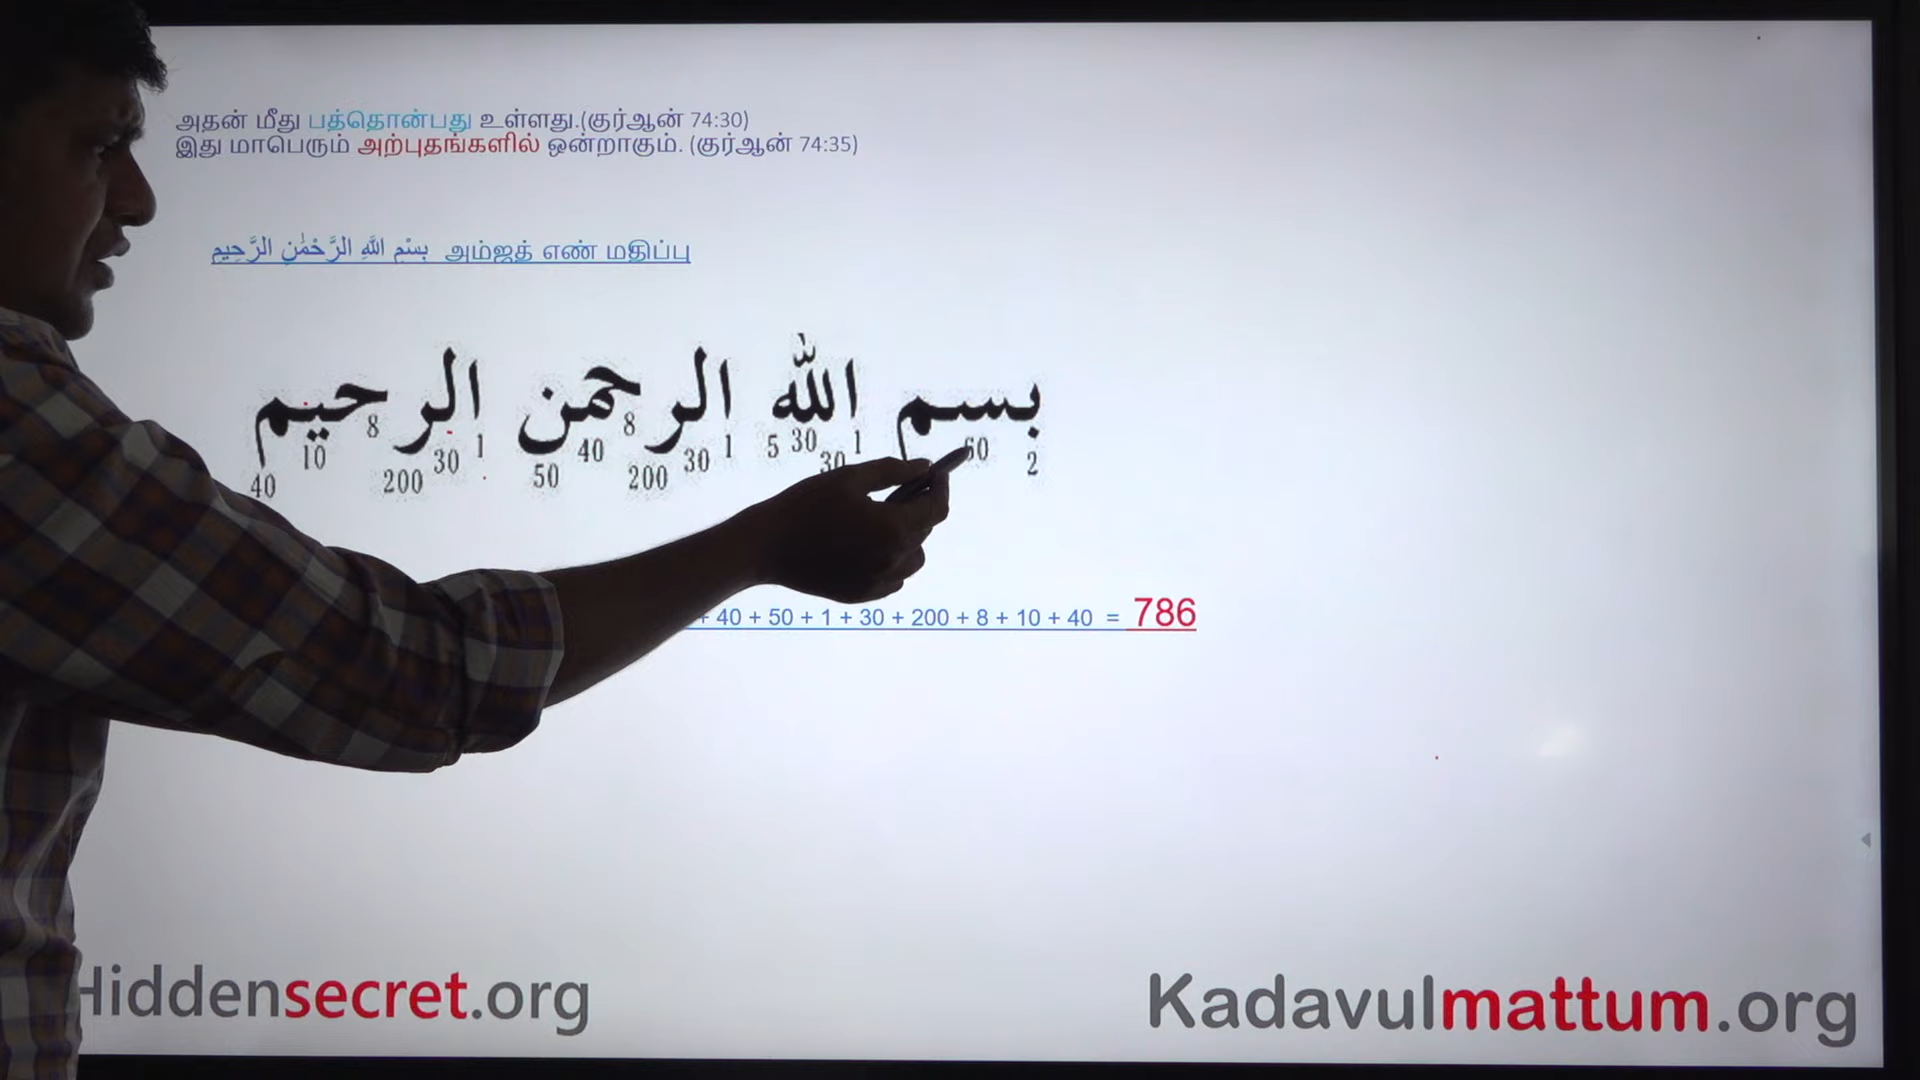 அதன் மீது பத்தொன்பது உள்ளது.(குர்ஆன் 74:30)
இது மாபெரும் அற்புதங்களில் ஒன்றாகும். (குர்ஆன் 74:35)
بِسْمِ اللَّهِ الرَّحْمَٰنِ الرَّحِيمِ அம்ஜத் எண் மதிப்பு
بسم الله الرحمن الرحيم
2 60 1 30 30 5 1 30 200 8 40 50 1 30 200 8 10 40
+ 40 + 50 + 1 + 30 + 200 + 8 + 10 + 40 = 786
Hiddensecret.org
Kadavulmattum.org